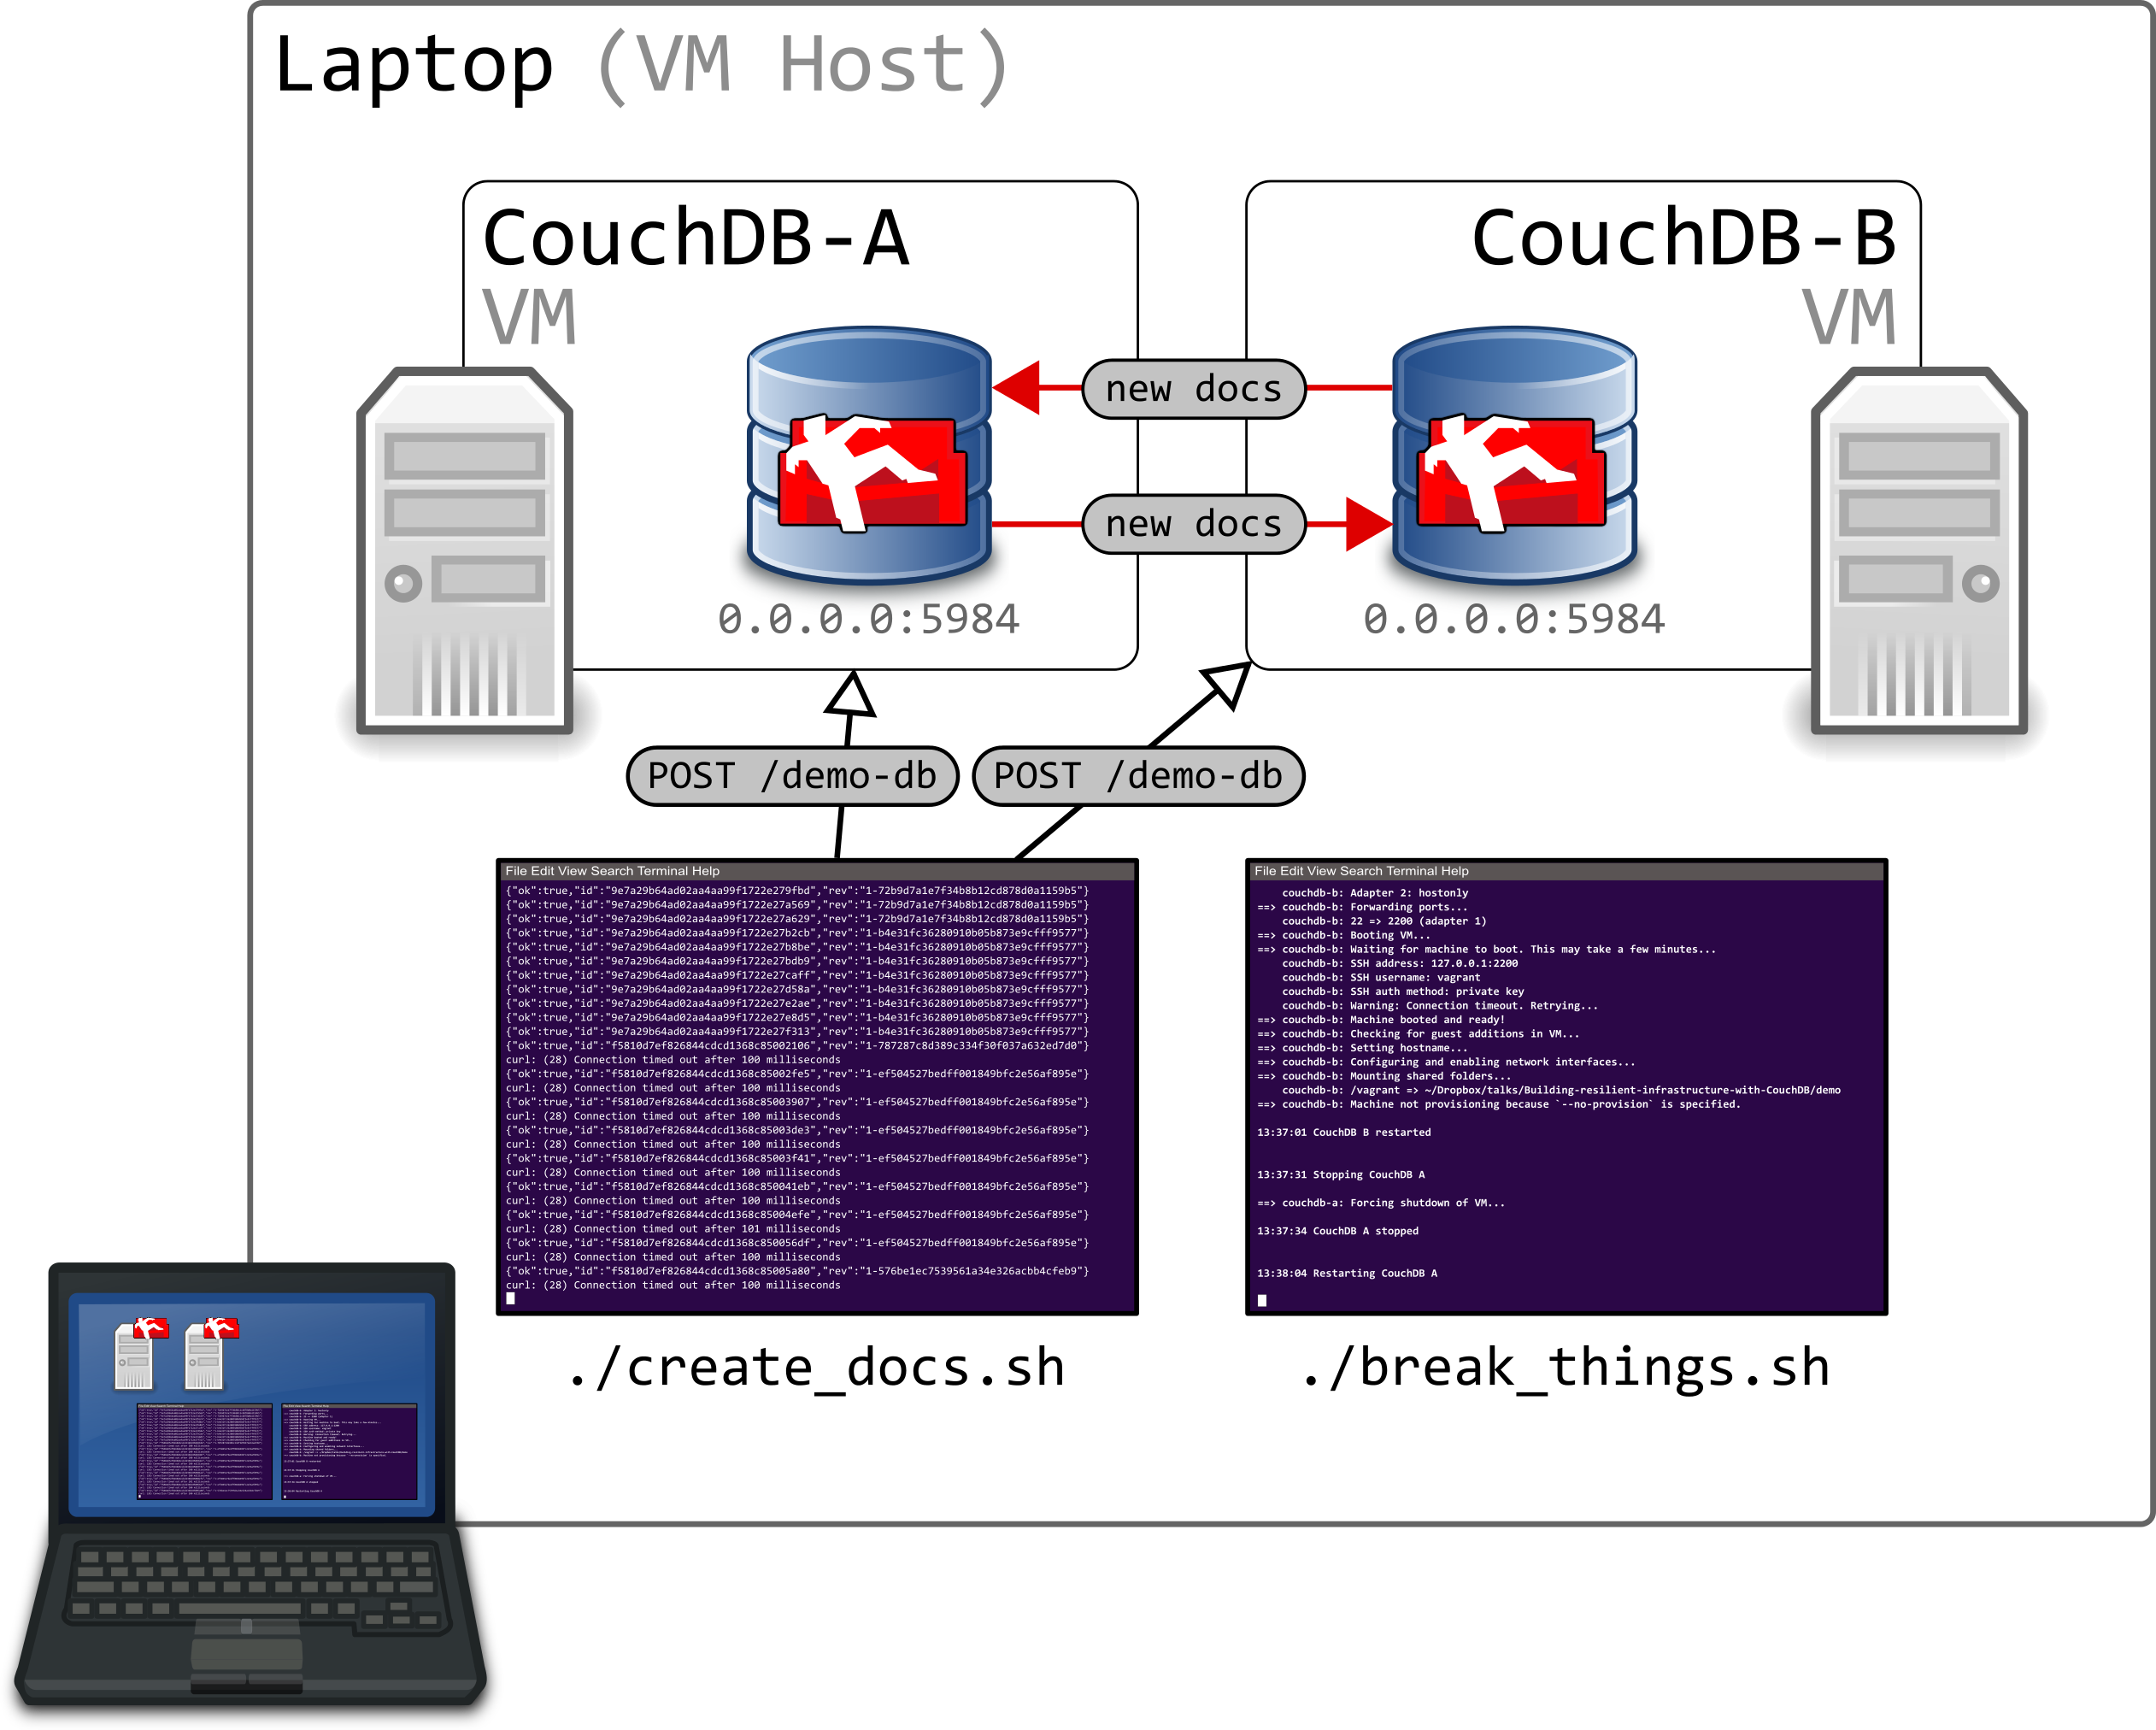 Laptop (VM Host)
CouchDB-A
VM
CouchDB-B
VM
new docs
new docs
0.0.0.0:5984
0.0.0.0:5984
POST /demo-db
POST /demo-db
File Edit View Search Terminal Help
{"ok":true,"id":"9e7a29b64ad02aa4aa99f1722e279fbd","rev":"1-72b9d7a1e7f34b8b12cd878d0a1159b5"}
{"ok":true,"id":"9e7a29b64ad02aa4aa99f1722e27a569","rev":"1-72b9d7a1e7f34b8b12cd878d0a1159b5"}
{"ok":true,"id":"9e7a29b64ad02aa4aa99f1722e27a629","rev":"1-72b9d7a1e7f34b8b12cd878d0a1159b5"}
{"ok":true,"id":"9e7a29b64ad02aa4aa99f1722e27b2cb","rev":"1-b4e31fc36280910b05b873e9cfff9577"}
{"ok":true,"id":"9e7a29b64ad02aa4aa99f1722e27b8be","rev":"1-b4e31fc36280910b05b873e9cfff9577"}
{"ok":true,"id":"9e7a29b64ad02aa4aa99f1722e27bdb9","rev":"1-b4e31fc36280910b05b873e9cfff9577"}
{"ok":true,"id":"9e7a29b64ad02aa4aa99f1722e27caff","rev":"1-b4e31fc36280910b05b873e9cfff9577"}
{"ok":true,"id":"9e7a29b64ad02aa4aa99f1722e27d58a","rev":"1-b4e31fc36280910b05b873e9cfff9577"}
{"ok":true,"id":"9e7a29b64ad02aa4aa99f1722e27e2ae","rev":"1-b4e31fc36280910b05b873e9cfff9577"}
{"ok":true,"id":"9e7a29b64ad02aa4aa99f1722e27e8d5","rev":"1-b4e31fc36280910b05b873e9cfff9577"}
{"ok":true,"id":"9e7a29b64ad02aa4aa99f1722e27f313","rev":"1-b4e31fc36280910b05b873e9cfff9577"}
{"ok":true,"id":"f5810d7ef826844cdcd1368c85002106","rev":"1-787287c8d389c334f30f037a632ed7d0"}
curl: (28) Connection timed out after 100 milliseconds
{"ok":true,"id":"f5810d7ef826844cdcd1368c85002fe5","rev":"1-ef504527bedff001849bfc2e56af895e"}
curl: (28) Connection timed out after 100 milliseconds
{"ok":true,"id":"f5810d7ef826844cdcd1368c85003907","rev":"1-ef504527bedff001849bfc2e56af895e"}
curl: (28) Connection timed out after 100 milliseconds
{"ok":true,"id":"f5810d7ef826844cdcd1368c85003de3","rev":"1-ef504527bedff001849bfc2e56af895e"}
curl: (28) Connection timed out after 100 milliseconds
{"ok":true,"id":"f5810d7ef826844cdcd1368c85003f41","rev":"1-ef504527bedff001849bfc2e56af895e"}
curl: (28) Connection timed out after 100 milliseconds
{"ok":true,"id":"f5810d7ef826844cdcd1368c850041eb","rev":"1-ef504527bedff001849bfc2e56af895e"}
curl: (28) Connection timed out after 100 milliseconds
{"ok":true,"id":"f5810d7ef826844cdcd1368c85004efe","rev":"1-ef504527bedff001849bfc2e56af895e"}
curl: (28) Connection timed out after 101 milliseconds
{"ok":true,"id":"f5810d7ef826844cdcd1368c850056df","rev":"1-ef504527bedff001849bfc2e56af895e"}
curl: (28) Connection timed out after 100 milliseconds
{"ok":true,"id":"f5810d7ef826844cdcd1368c85005a80","rev":"1-576be1ec7539561a34e326acbb4cfeb9"}
curl: (28) Connection timed out after 100 milliseconds
./create_docs.sh
File Edit View Search Terminal Help
couchdb-b: Adapter 2: hostonly
==> couchdb-b: Forwarding ports...
couchdb-b: 22 => 2200 (adapter 1)
==> couchdb-b: Booting VM...
==> couchdb-b: Waiting for machine to boot. This may take a few minutes...
couchdb-b: SSH address: 127.0.0.1:2200
couchdb-b: SSH username: vagrant
couchdb-b: SSH auth method: private key
couchdb-b: Warning: Connection timeout. Retrying...
==> couchdb-b: Machine booted and ready!
==> couchdb-b: Checking for guest additions in VM...
==> couchdb-b: Setting hostname...
==> couchdb-b: Configuring and enabling network interfaces...
==> couchdb-b: Mounting shared folders...
couchdb-b: /vagrant => ~/Dropbox/talks/Building-resilient-infrastructure-with-CouchDB/demo
==> couchdb-b: Machine not provisioning because `--no-provision` is specified.
13:37:01 CouchDB B restarted
13:37:31 Stopping CouchDB A
==> couchdb-a: Forcing shutdown of VM...
13:37:34 CouchDB A stopped
13:38:04 Restarting CouchDB A
./break_things.sh